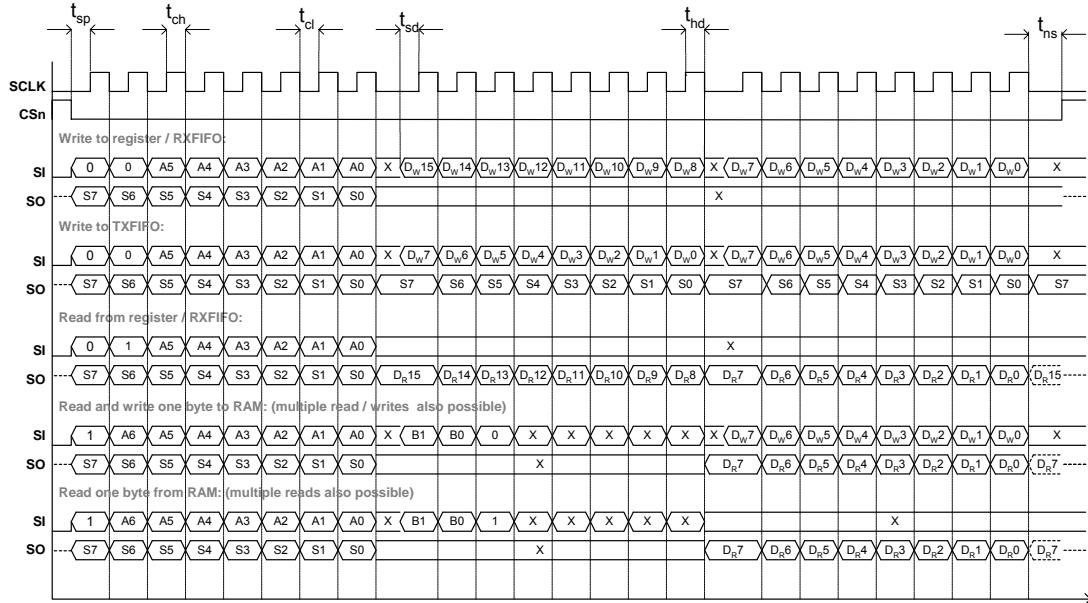 tsp tch tcl tsd thd tns
SCLK
CSn
Write to register / RXFIFO:
SI 0 0 A5 A4 A3 A2 A1 A0 X DW15 DW14 DW13 DW12 DW11 DW10 DW9 DW8 X DW7 DW6 DW5 DW4 DW3 DW2 DW1 DW0 X
SO S7 S6 S5 S4 S3 S2 S1 S0 X
Write to TXFIFO:
SI 0 0 A5 A4 A3 A2 A1 A0 X DW7 DW6 DW5 DW4 DW3 DW2 DW1 DW0 X DW7 DW6 DW5 DW4 DW3 DW2 DW1 DW0 X
SO S7 S6 S5 S4 S3 S2 S1 S0 S7 S6 S5 S4 S3 S2 S1 S0 S7 S6 S5 S4 S3 S2 S1 S0 S7
Read from register / RXFIFO:
SI 0 1 A5 A4 A3 A2 A1 A0 X
SO S7 S6 S5 S4 S3 S2 S1 S0 DR15 DR14 DR13 DR12 DR11 DR10 DR9 DR8 DR7 DR6 DR5 DR4 DR3 DR2 DR1 DR0 DR15
Read and write one byte to RAM: (multiple read / writes also possible)
SI 1 A6 A5 A4 A3 A2 A1 A0 X B1 B0 0 X X X X X X DW7 DW6 DW5 DW4 DW3 DW2 DW1 DW0 X
SO S7 S6 S5 S4 S3 S2 S1 S0 X DR7 DR6 DR5 DR4 DR3 DR2 DR1 DR0 DR7
Read one byte from RAM: (multiple reads also possible)
SI 1 A6 A5 A4 A3 A2 A1 A0 X B1 B0 1 X X X X X X
SO S7 S6 S5 S4 S3 S2 S1 S0 X DR7 DR6 DR5 DR4 DR3 DR2 DR1 DR0 DR7